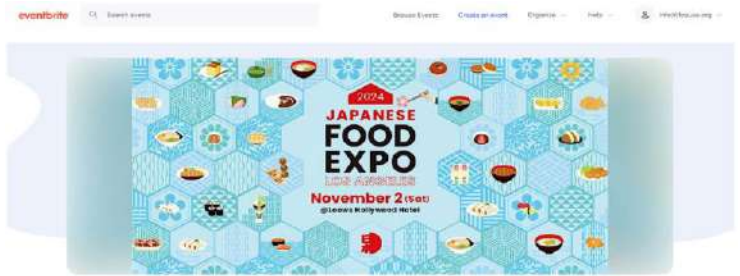 eventbrite
Search events
Browse Events
Create an event
Organize
Help
2024
JAPANESE
FOOD
EXPO
LOS ANGELES
November 2 (Sat)
@Loews Hollywood Hotel